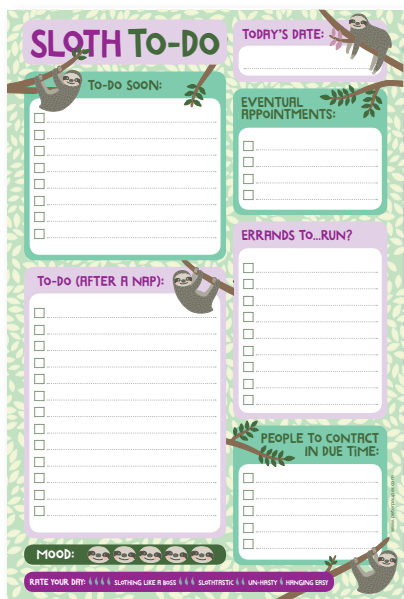 SLOTH TO-DO
TODAY'S DATE:
TO-DO SOON:
EVENTUAL
APPOINTMENTS:
ERRANDS TO...RUN?
TO-DO (AFTER A NAP):
PEOPLE TO CONTACT
IN DUE TIME:
MOOD:
RATE YOUR DAY: SLOTHING LIKE A BOSS SLOTHTASTIC UN-HASTY HANGING EASY